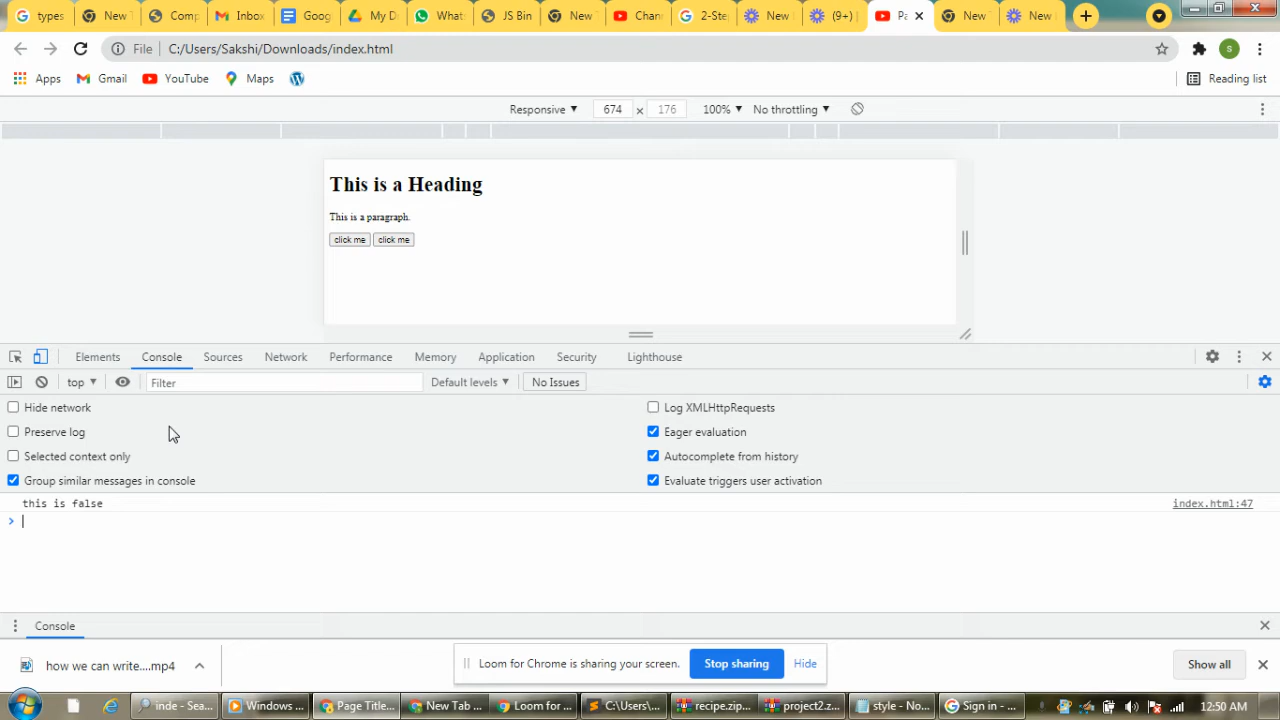 types
New T
Comp
Inbox
Goog
My D
What
JS Bin
New
Chan
2-Ste
New
(9+)
Pa
New
New
File
C:/Users/Sakshi/Downloads/index.html
S
Apps
Gmail
YouTube
Maps
Reading list
Responsive
674 × 176
100%
No throttling
This is a Heading
This is a paragraph.
click me
click me
Elements
Console
Sources
Network
Performance
Memory
Application
Security
Lighthouse
top
Filter
Default levels
No Issues
Hide network
Log XMLHttpRequests
Preserve log
Eager evaluation
Selected context only
Autocomplete from history
Group similar messages in console
Evaluate triggers user activation
this is false
index.html:47
Console
how we can write....mp4
Loom for Chrome is sharing your screen.
Stop sharing
Hide
Show all
inde - Sea...
Windows ...
Page Title...
New Tab ...
Loom for ...
C:\Users\...
recipe.zip...
project2.z...
style - No...
Sign in - ...
12:50 AM